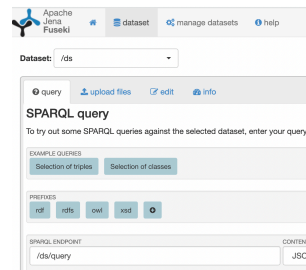 Apache
Jena
Fuseki
dataset
manage datasets
help
Dataset: /ds
query upload files edit info
SPARQL query
To try out some SPARQL queries against the selected dataset, enter your query
EXAMPLE QUERIES
Selection of triples Selection of classes
PREFIXES
rdf rdfs owl xsd
SPARQL ENDPOINT CONTEN
/ds/query JSO